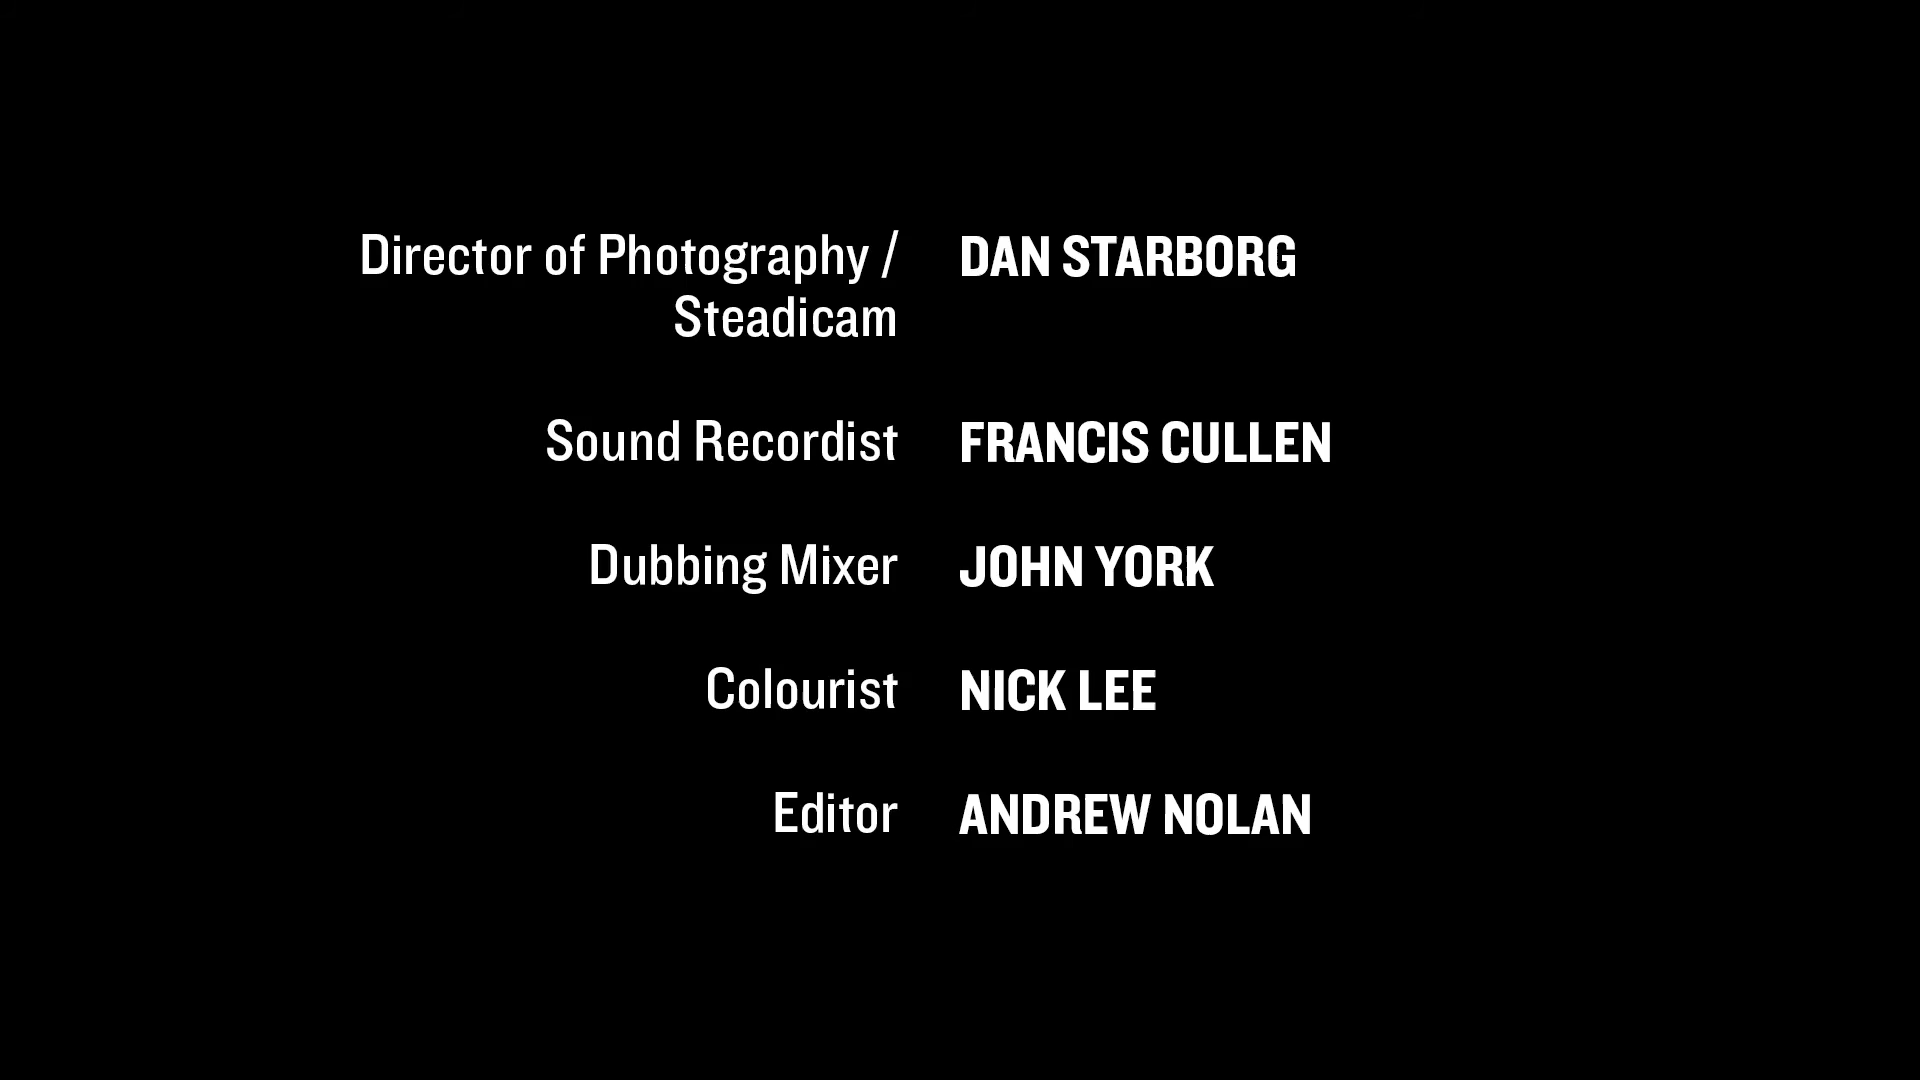 Director of Photography / DAN STARBORG
Steadicam
Sound Recordist FRANCIS CULLEN
Dubbing Mixer JOHN YORK
Colourist NICK LEE
Editor ANDREW NOLAN